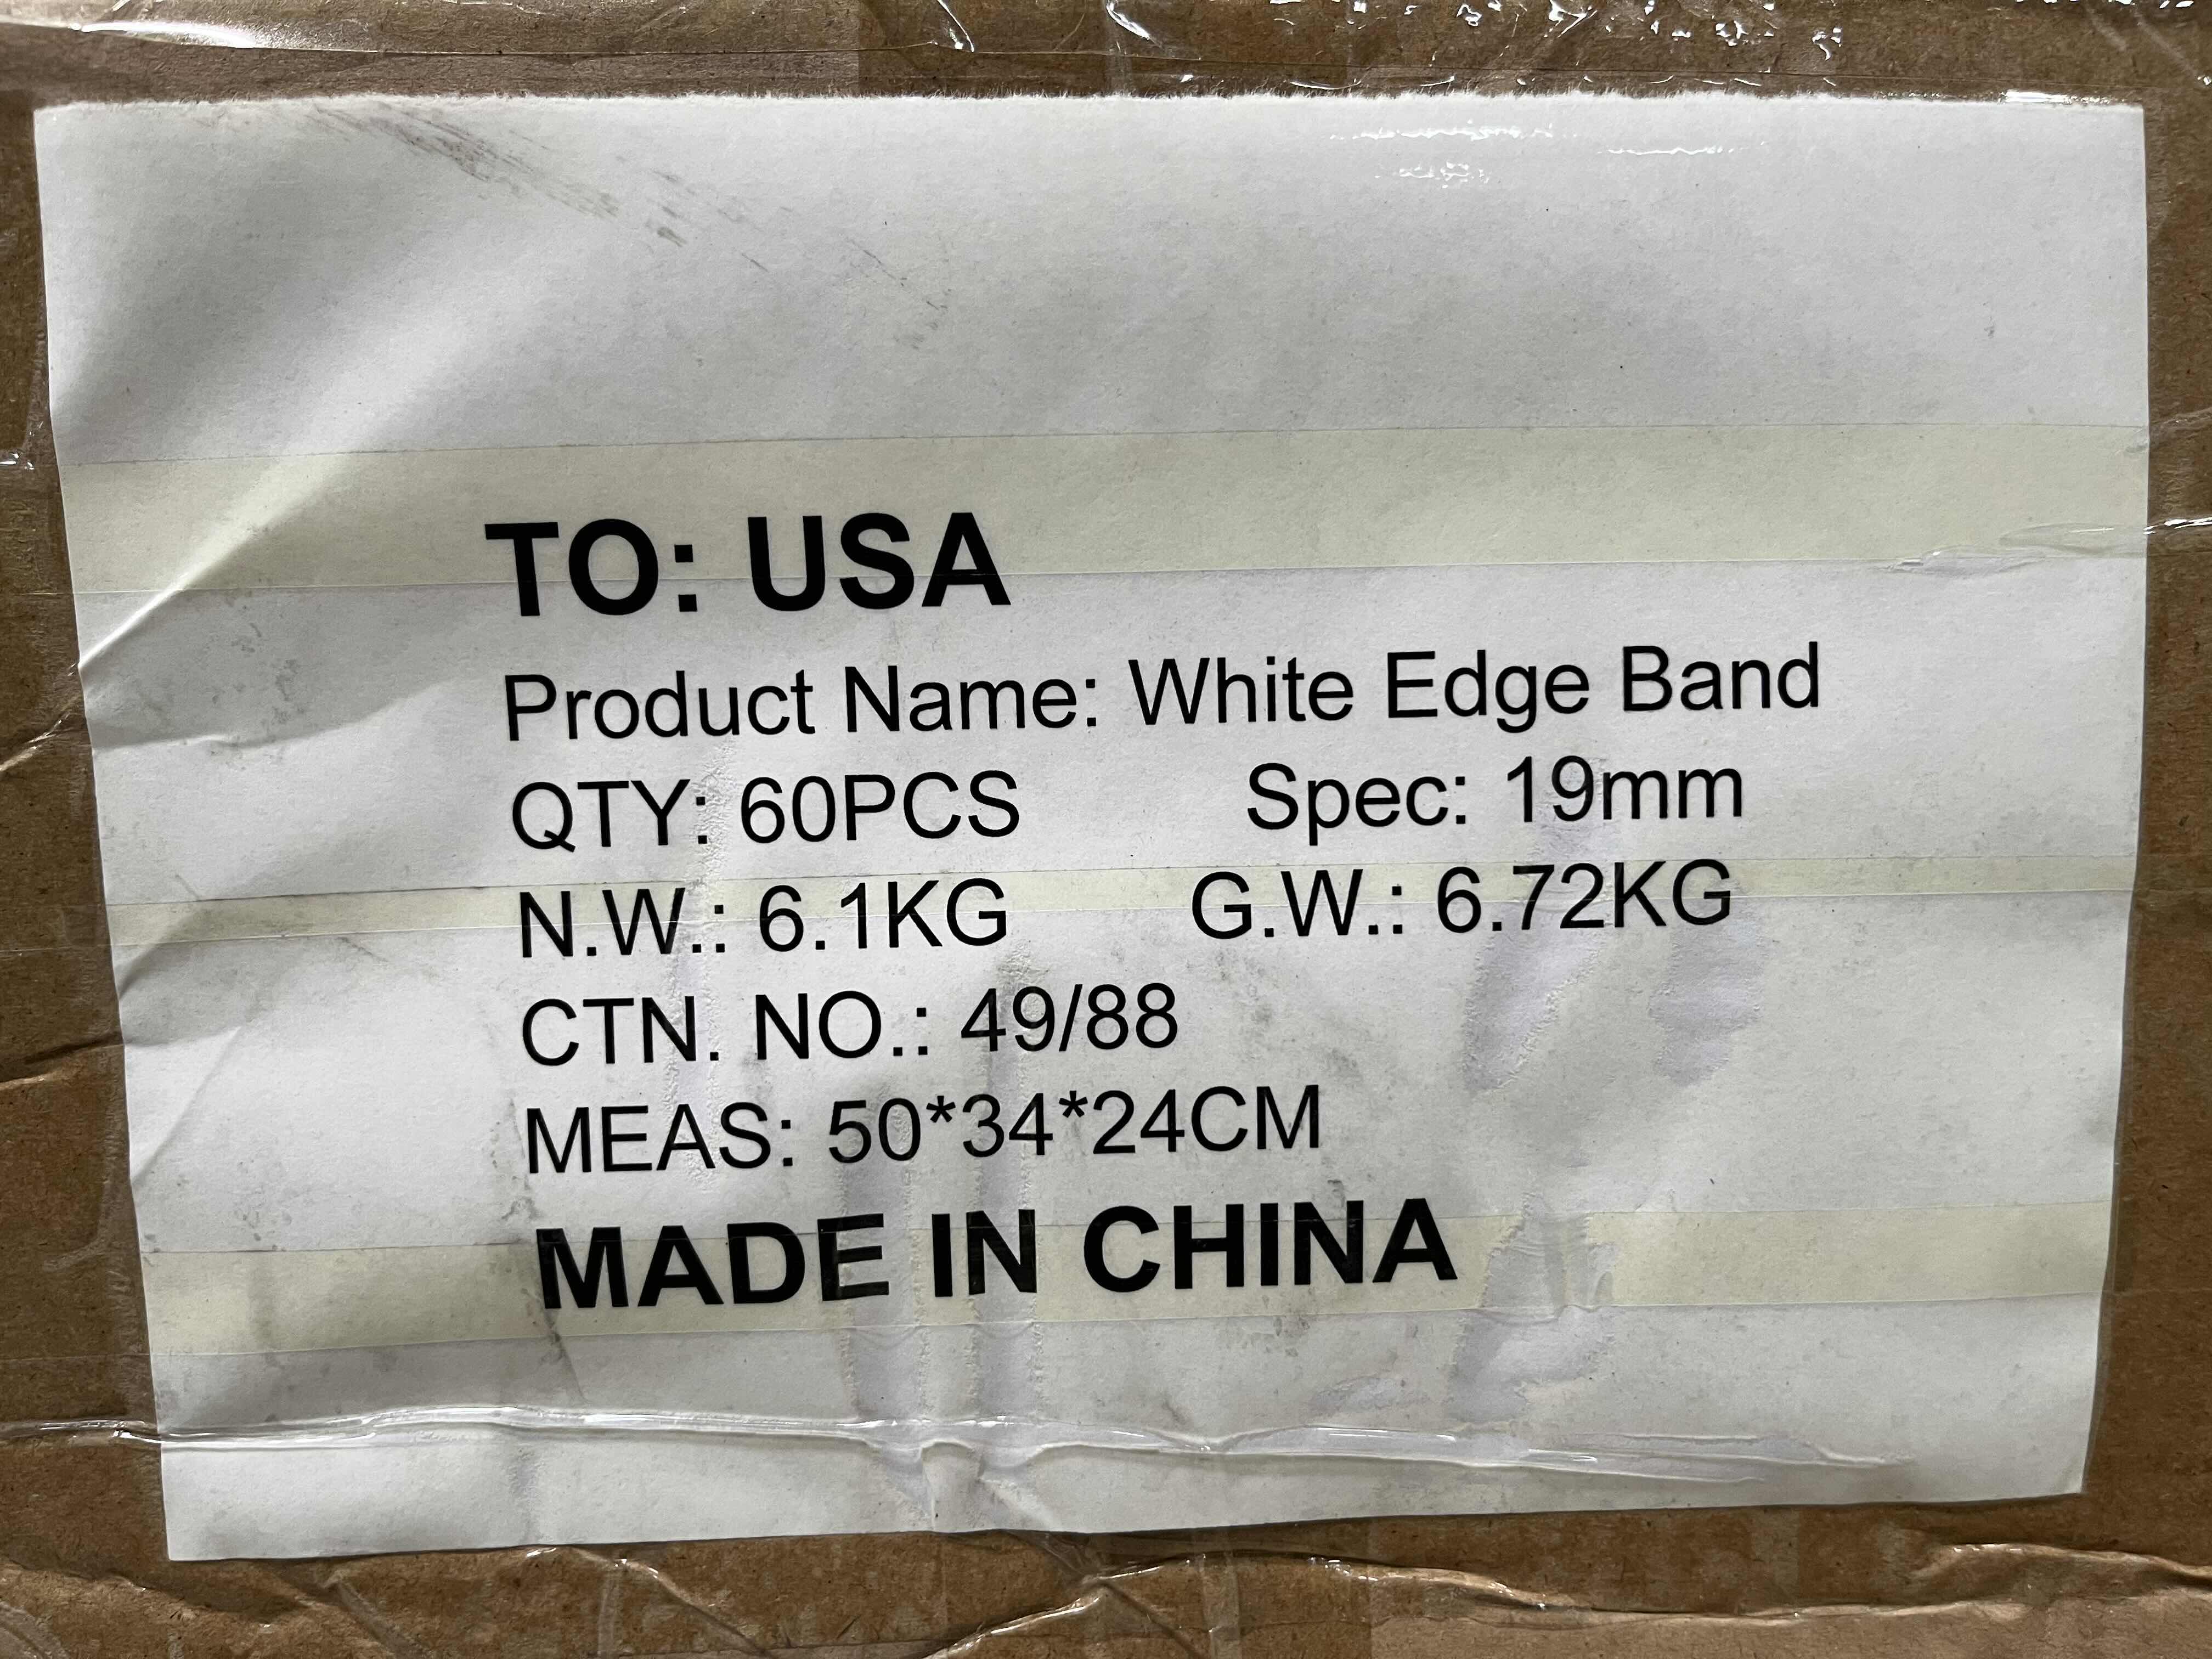 TO: USA
Product Name: White Edge Band
QTY: 60PCS Spec: 19mm
N.W.: 6.1KG G.W.: 6.72KG
CTN. NO.: 49/88
MEAS: 50*34*24CM
MADE IN CHINA